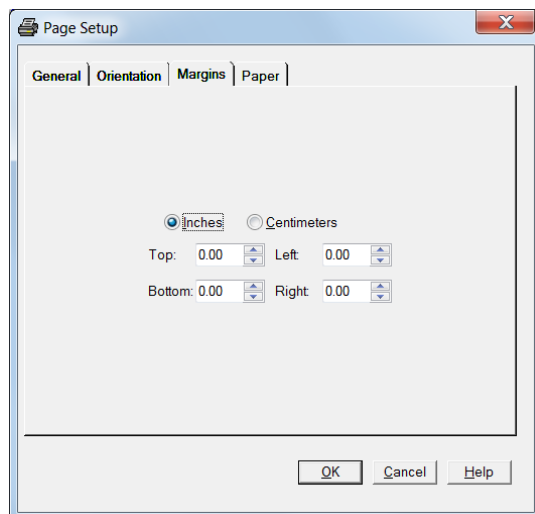 Page Setup
General Orientation Margins Paper
Inches Centimeters
Top: 0.00 Left: 0.00
Bottom: 0.00 Right: 0.00
OK Cancel Help